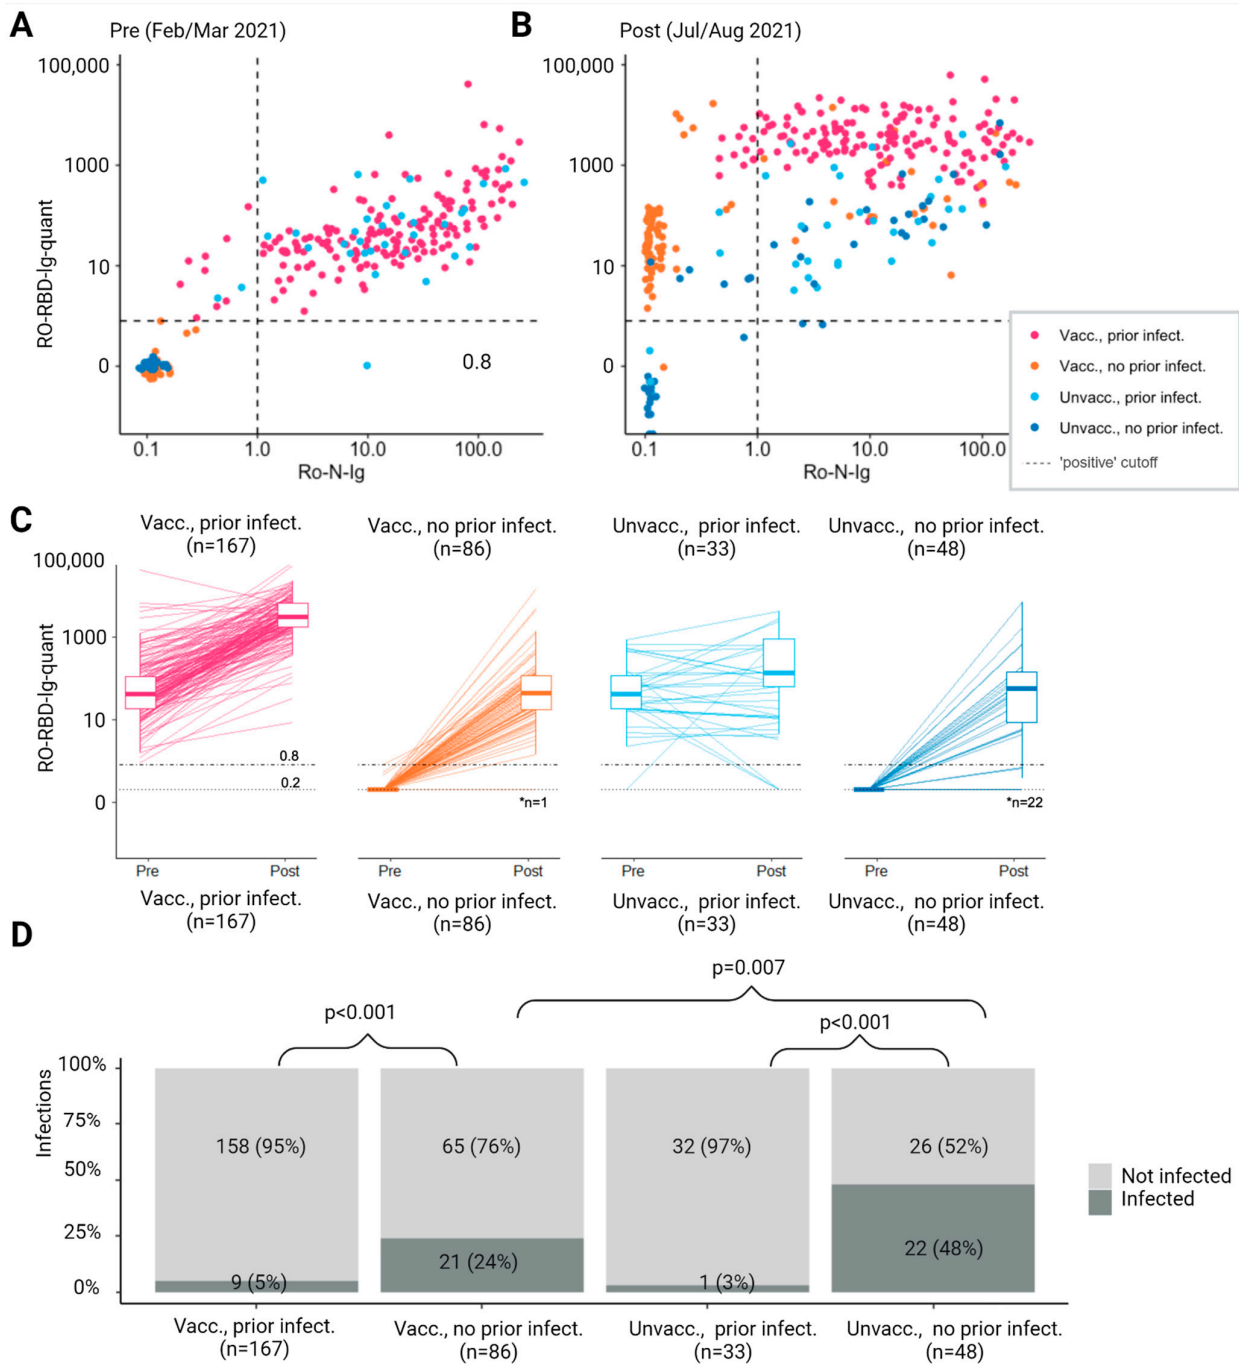 A
Pre (Feb/Mar 2021)
B
Post (Jul/Aug 2021)
RO-RBD-Ig-quant
100,000
1000
10
0
0.8
0.1
1.0
10.0
100.0
Ro-N-Ig
100,000
1000
10
0
0.1
1.0
10.0
100.0
Ro-N-Ig
Vacc., prior infect.
Vacc., no prior infect.
Unvacc., prior infect.
Unvacc., no prior infect.
'positive' cutoff
C
Vacc., prior infect.
(n=167)
Vacc., no prior infect.
(n=86)
Unvacc., prior infect.
(n=33)
Unvacc., no prior infect.
(n=48)
RO-RBD-Ig-quant
100,000
1000
10
0
0.8
0.2
*n=1
*n=22
Pre
Post
Pre
Post
Pre
Post
Pre
Post
Vacc., prior infect.
(n=167)
Vacc., no prior infect.
(n=86)
Unvacc., prior infect.
(n=33)
Unvacc., no prior infect.
(n=48)
D
p=0.007
p<0.001
p<0.001
Infections
100%
75%
50%
25%
0%
158 (95%)
65 (76%)
32 (97%)
26 (52%)
9 (5%)
21 (24%)
1 (3%)
22 (48%)
Not infected
Infected
Vacc., prior infect.
(n=167)
Vacc., no prior infect.
(n=86)
Unvacc., prior infect.
(n=33)
Unvacc., no prior infect.
(n=48)